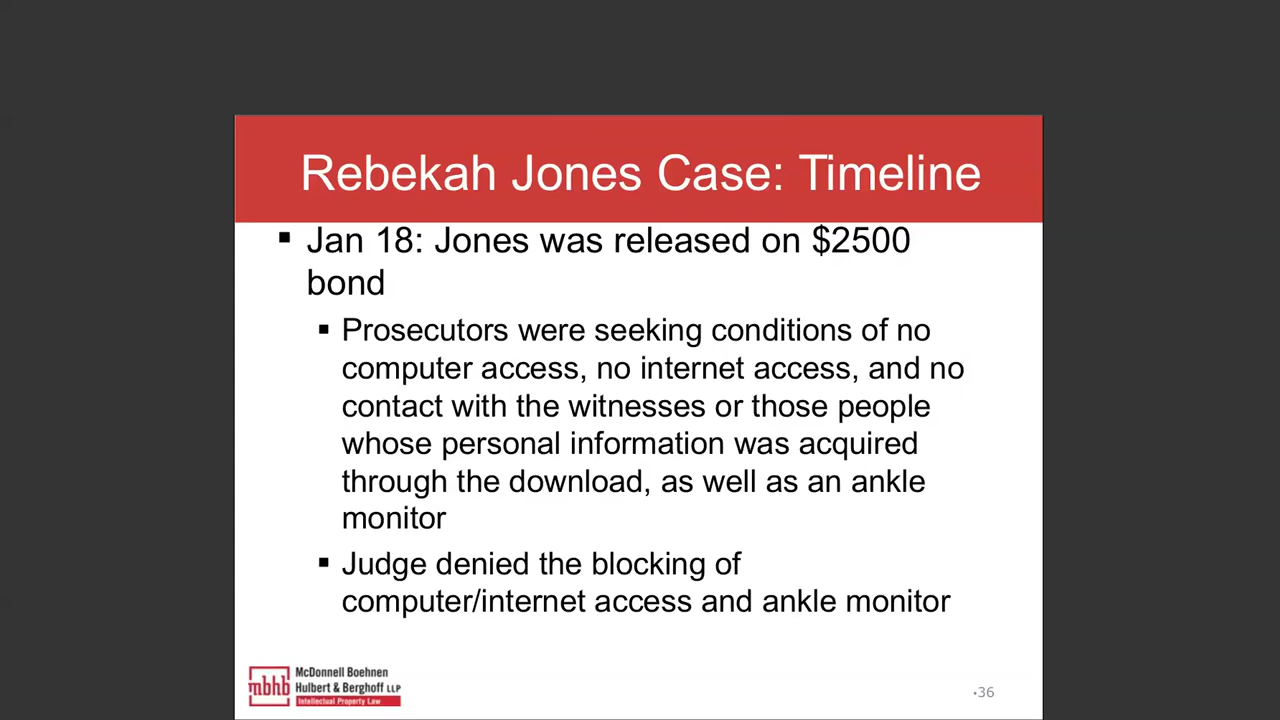 Rebekah Jones Case: Timeline
▪ Jan 18: Jones was released on $2500
bond
▪ Prosecutors were seeking conditions of no
computer access, no internet access, and no
contact with the witnesses or those people
whose personal information was acquired
through the download, as well as an ankle
monitor
▪ Judge denied the blocking of
computer/internet access and ankle monitor
mbhb
McDonnell Boehnen
Hulbert & Berghoff LLP
Intellectual Property Law
•36